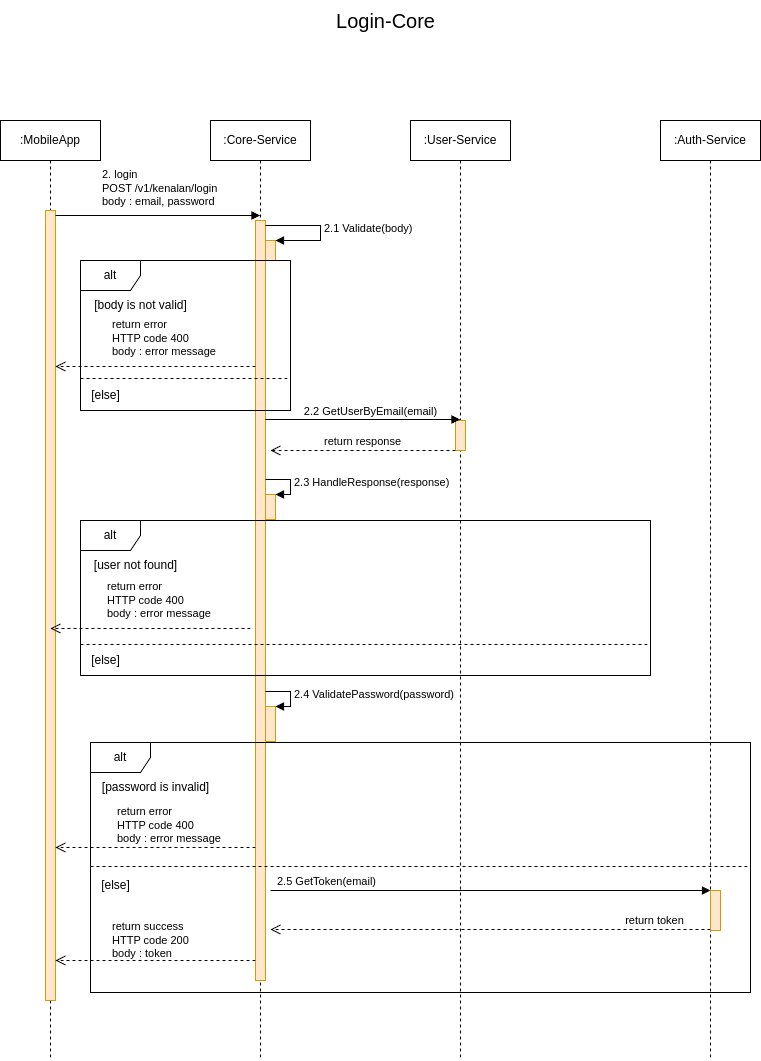 Login-Core
:MobileApp
:Core-Service
:User-Service
:Auth-Service
2. login
POST /v1/kenalan/login
body : email, password
2.1 Validate(body)
alt
[body is not valid]
return error
HTTP code 400
body : error message
[else]
2.2 GetUserByEmail(email)
return response
2.3 HandleResponse(response)
alt
[user not found]
return error
HTTP code 400
body : error message
[else]
2.4 ValidatePassword(password)
alt
[password is invalid]
return error
HTTP code 400
body : error message
[else]
2.5 GetToken(email)
return token
return success
HTTP code 200
body : token